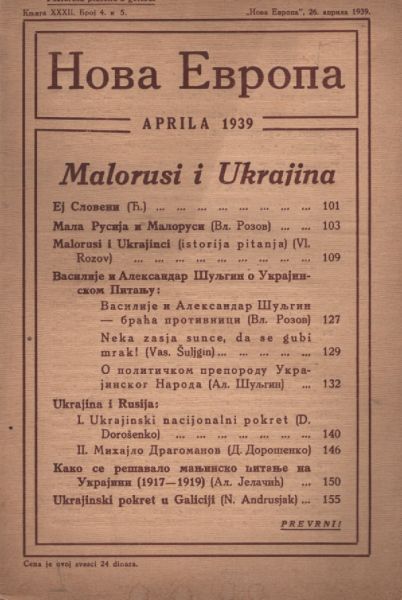 Књига XXXII. Број 4. и 5.
„Нова Европа", 26. априла 1939.
Нова Европа
APRILA 1939
Malorusi i Ukrajina
Еј Словени (Ћ.) ... ... ... ... ... ... ... ... 101
Мала Русија и Малоруси (Вл. Розов) ... ... 103
Malorusi i Ukrajinci (istorija pitanja) (Vl.
Rozov) ... ... ... ... ... ... ... ... 109
Василије и Александар Шуљгин о Украјин-
ском Питању:
Василије и Александар Шуљгин
— браћа противници (Вл. Розов) 127
Neka zasja sunce, da se gubi
mrak! (Vas. Šuljgin) ... ... ... ... 129
О политичком препороду Укра-
јинског Народа (Ал. Шуљгин) ... 132
Ukrajina i Rusija:
I. Ukrajinski nacijonalni pokret (D.
Dorošenko) ... ... ... ... ... ... 140
II. Михајло Драгоманов (Д. Дорошенко) 146
Како се решавало мањинско питање на
Украјини (1917—1919) (Ал. Јелачић) ... 150
Ukrajinski pokret u Galiciji (N. Andrusjak) ... 155
PREVRNI!
Cena je ovoj svesci 24 dinara.